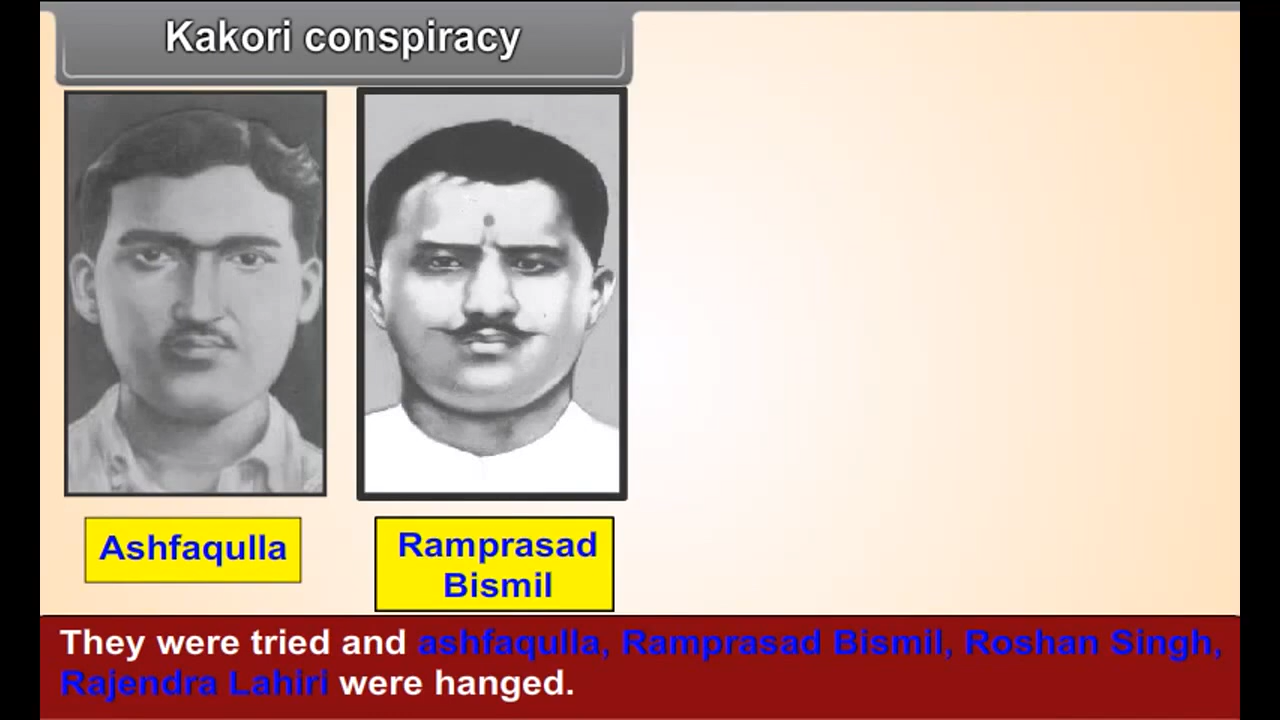 Kakori conspiracy
Ashfaqulla
Ramprasad
Bismil
They were tried and ashfaqulla, Ramprasad Bismil, Roshan Singh,
Rajendra Lahiri were hanged.